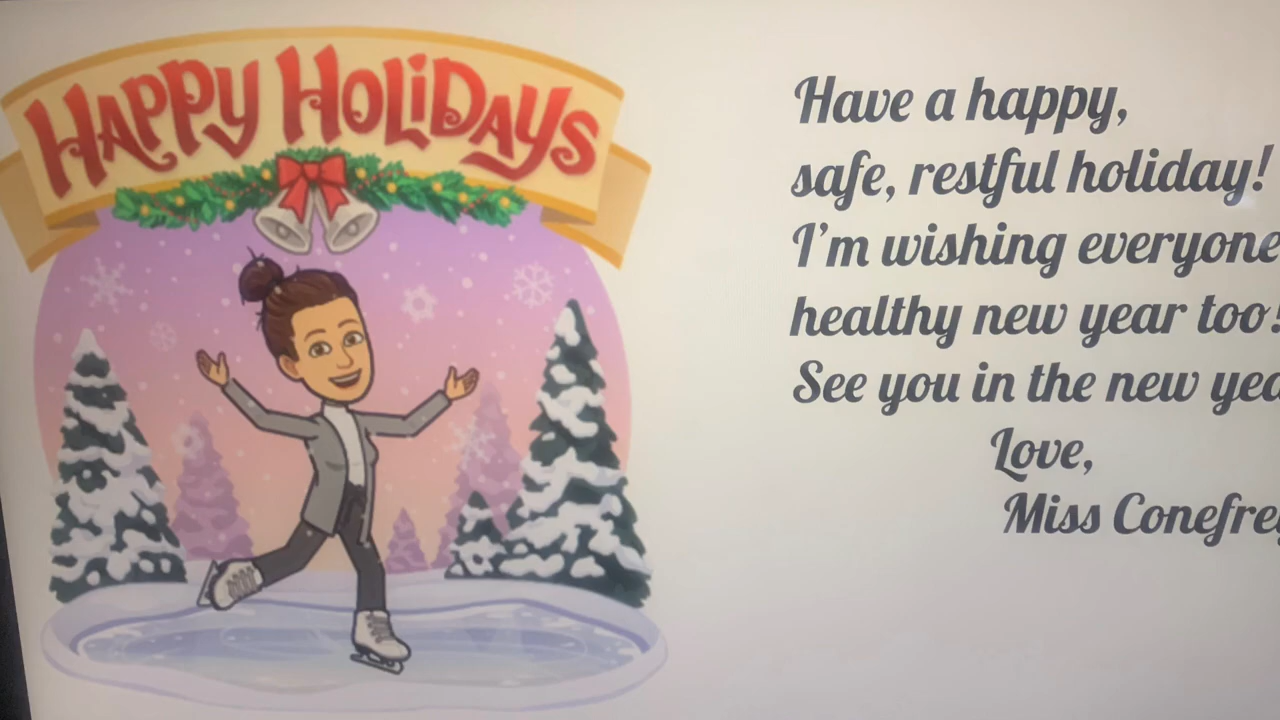 Happy Holidays
Have a happy,
safe, restful holiday!
I'm wishing everyone
healthy new year too!
See you in the new
Love,
Miss